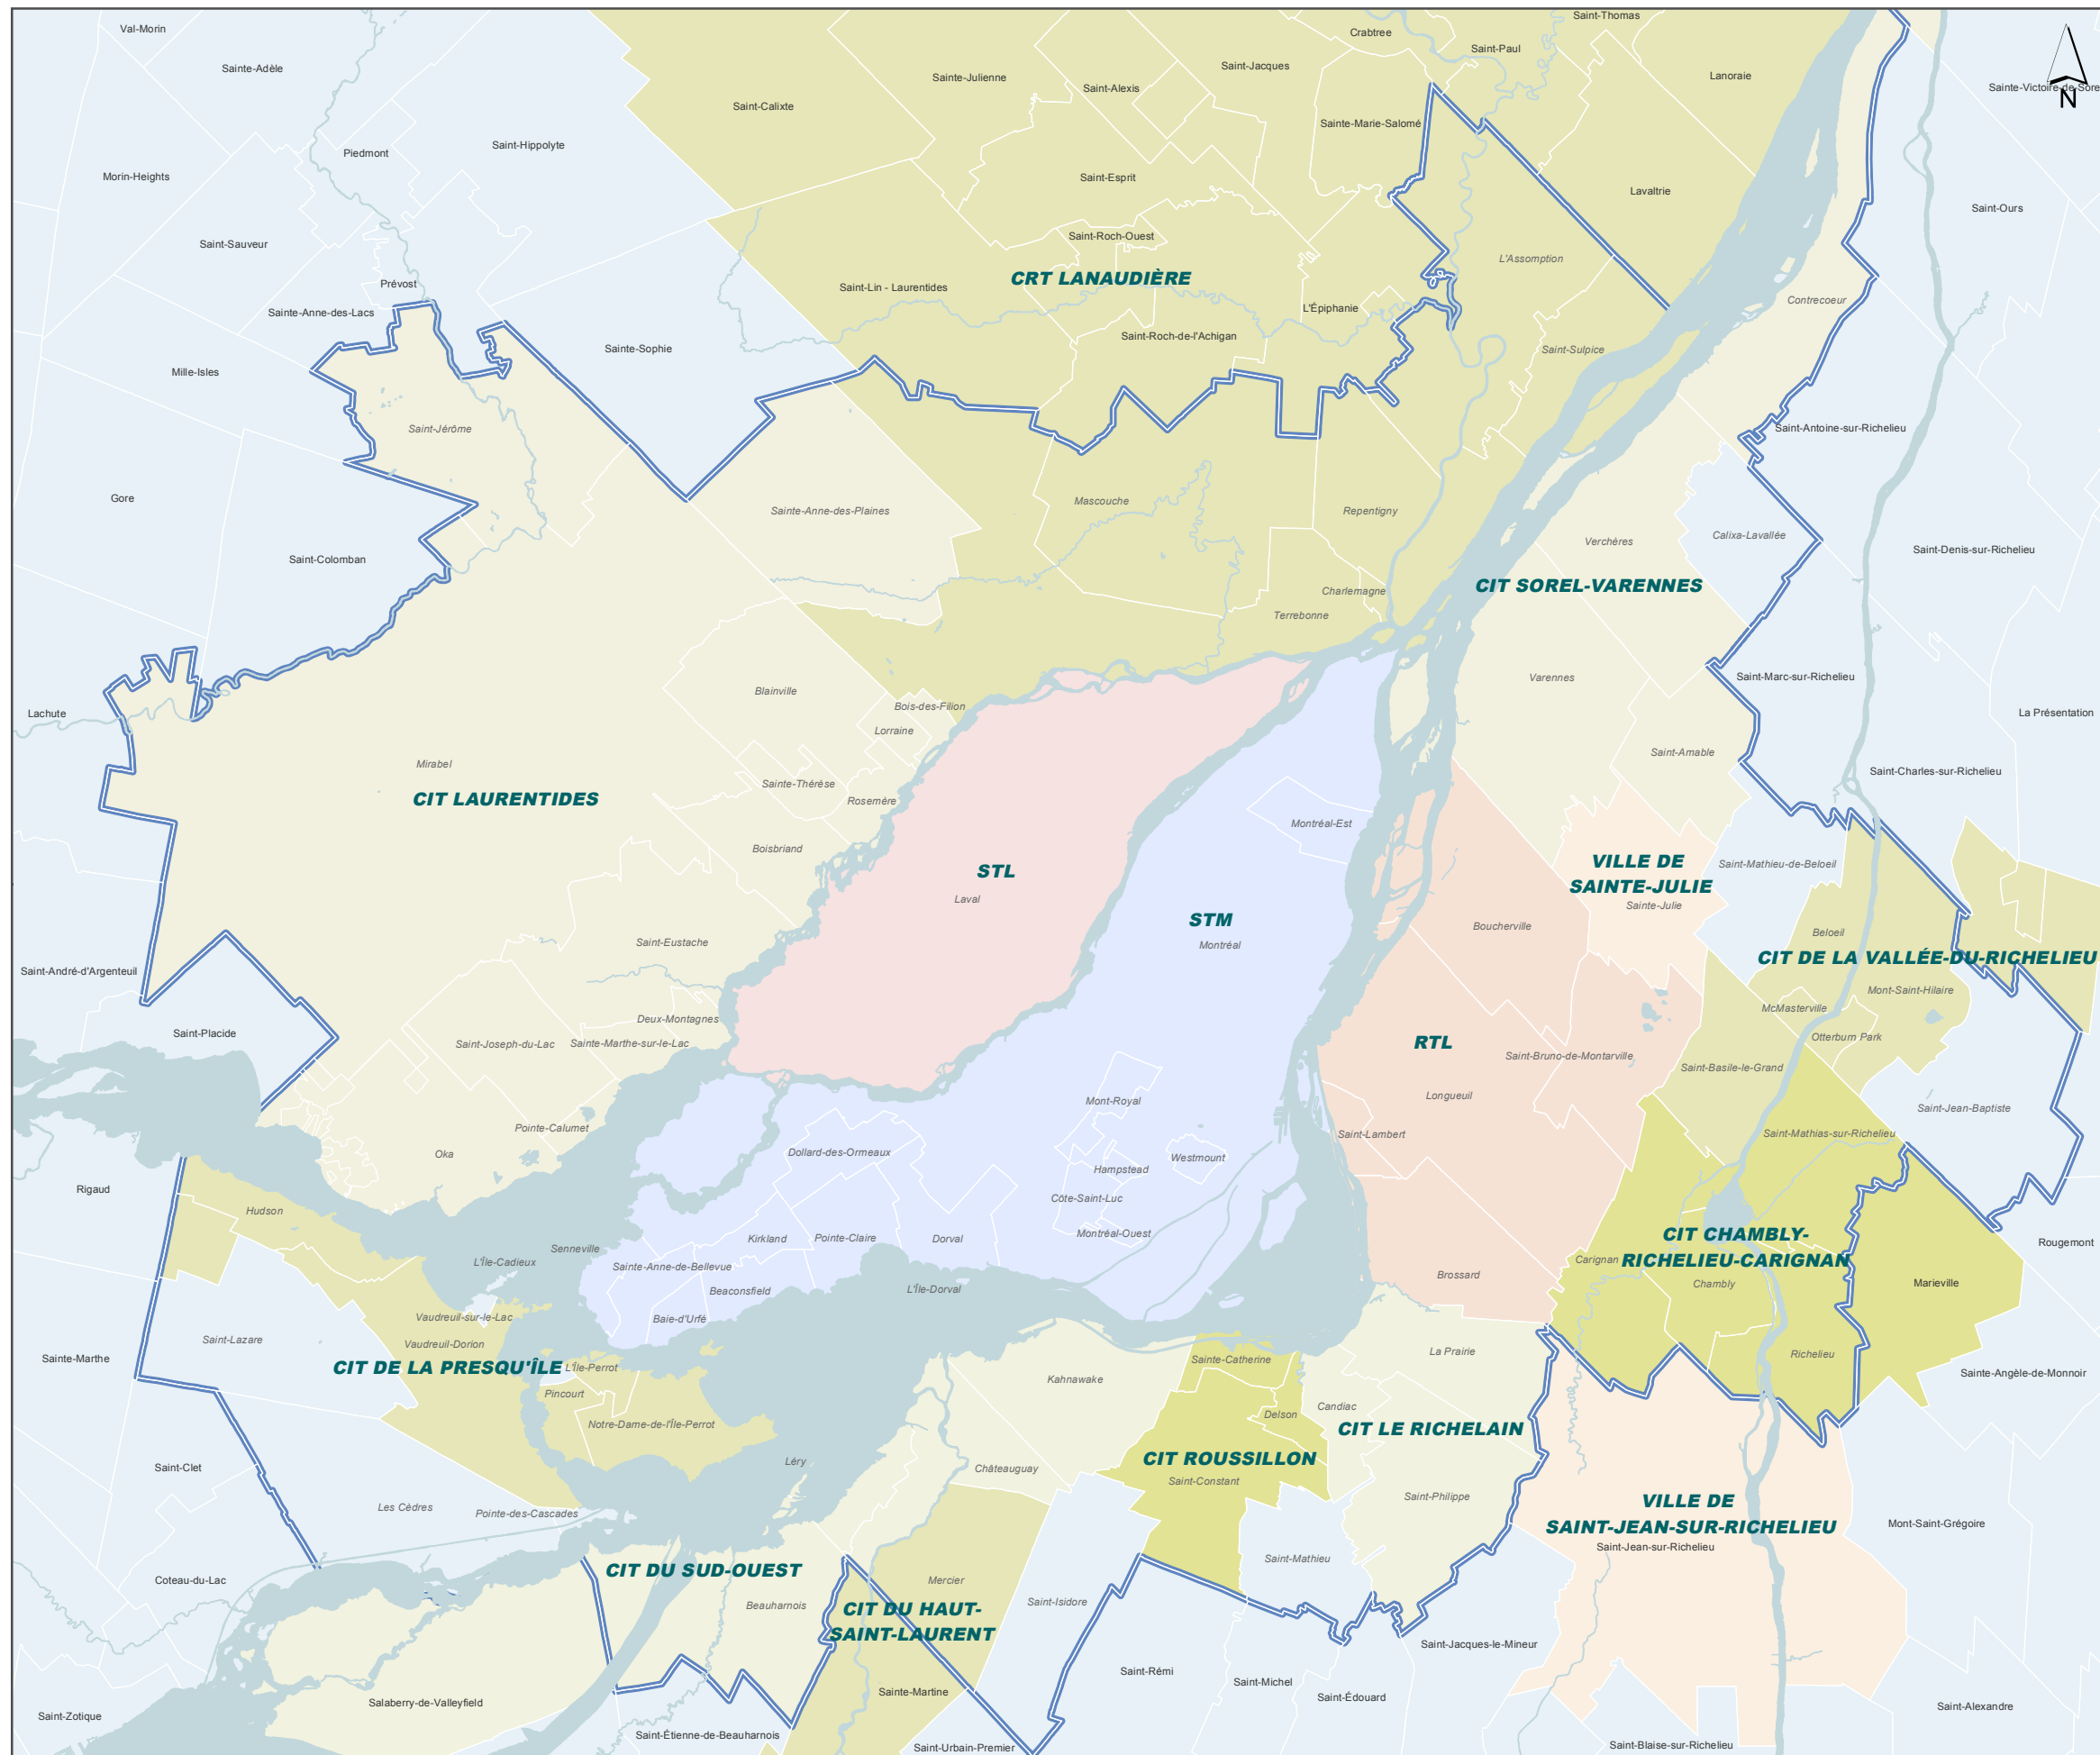 Val-Morin
Saint-Thomas
Crabtree
Saint-Paul
Sainte-Adèle
Saint-Jacques
Sainte-Julienne
Saint-Alexis
Lanoraie
Sainte-Victoire-de-Sore
N
Saint-Calixte
Sainte-Marie-Salomé
Saint-Hippolyte
Piedmont
Morin-Heights
Saint-Esprit
Lavaltrie
Saint-Ours
Saint-Sauveur
Saint-Roch-Ouest
L'Assomption
CRT LANAUDIÈRE
Prévost
Saint-Lin - Laurentides
Contrecoeur
Sainte-Anne-des-Lacs
L'Épiphanie
Saint-Roch-de-l'Achigan
Sainte-Sophie
Saint-Sulpice
Mille-Isles
Saint-Jérôme
Saint-Antoine-sur-Richelieu
Gore
Mascouche
Sainte-Anne-des-Plaines
Repentigny
Calixa-Lavallée
Verchères
Saint-Denis-sur-Richelieu
Saint-Colomban
CIT SOREL-VARENNES
Charlemagne
Terrebonne
Varennes
Saint-Marc-sur-Richelieu
Blainville
Bois-des-Filion
Lachute
La Présentation
Lorraine
Saint-Amable
Mirabel
Saint-Charles-sur-Richelieu
Sainte-Thérèse
CIT LAURENTIDES
Rosemère
Montréal-Est
Boisbriand
VILLE DE
SAINTE-JULIE
Saint-Mathieu-de-Beloeil
STL
Laval
Sainte-Julie
STM
Montréal
Boucherville
Beloeil
Saint-Eustache
CIT DE LA VALLÉE-DU-RICHELIEU
Saint-André-d'Argenteuil
Mont-Saint-Hilaire
McMasterville
Deux-Montagnes
Saint-Placide
Otterburn Park
Saint-Joseph-du-Lac
Sainte-Marthe-sur-le-Lac
RTL
Saint-Bruno-de-Montarville
Saint-Basile-le-Grand
Longueuil
Mont-Royal
Saint-Jean-Baptiste
Pointe-Calumet
Saint-Lambert
Saint-Mathias-sur-Richelieu
Oka
Dollard-des-Ormeaux
Westmount
Hampstead
Rigaud
Côte-Saint-Luc
Hudson
Montréal-Ouest
Kirkland
Pointe-Claire
Dorval
CIT CHAMBLY-
RICHELIEU-CARIGNAN
Rougemont
Senneville
L'Île-Cadieux
Sainte-Anne-de-Bellevue
Carignan
Brossard
Chambly
Marieville
Beaconsfield
L'Île-Dorval
Vaudreuil-sur-le-Lac
Baie-d'Urfé
Saint-Lazare
Vaudreuil-Dorion
La Prairie
Richelieu
Sainte-Marthe
CIT DE LA PRESQU'ÎLE
L'Île-Perrot
Sainte-Catherine
Kahnawake
Sainte-Angèle-de-Monnoir
Pincourt
Candiac
Delson
Notre-Dame-de-l'Île-Perrot
CIT LE RICHELAIN
CIT ROUSSILLON
Léry
Saint-Clet
Châteauguay
Saint-Constant
Saint-Philippe
VILLE DE
SAINT-JEAN-SUR-RICHELIEU
Les Cèdres
Pointe-des-Cascades
Mont-Saint-Grégoire
Saint-Jean-sur-Richelieu
Saint-Mathieu
CIT DU SUD-OUEST
Coteau-du-Lac
Mercier
Beauharnois
Saint-Isidore
CIT DU HAUT-
SAINT-LAURENT
Saint-Jacques-le-Mineur
Saint-Rémi
Saint-Michel
Sainte-Martine
Saint-Édouard
Salaberry-de-Valleyfield
Saint-Alexandre
Saint-Zotique
Saint-Étienne-de-Beauharnois
Saint-Urbain-Premier
Saint-Blaise-sur-Richelieu